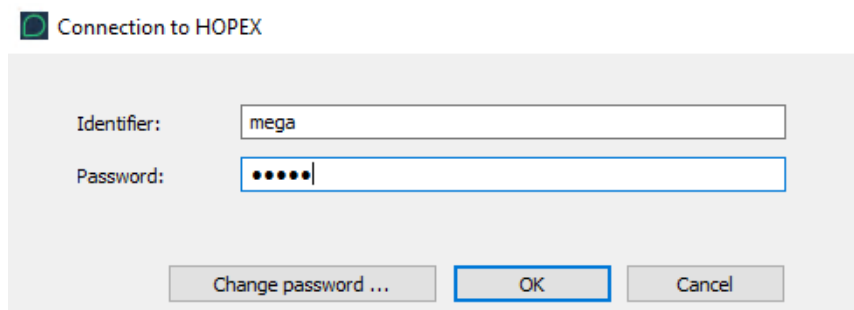 Connection to HOPEX
Identifier: mega
Password: •••••
Change password ... OK Cancel